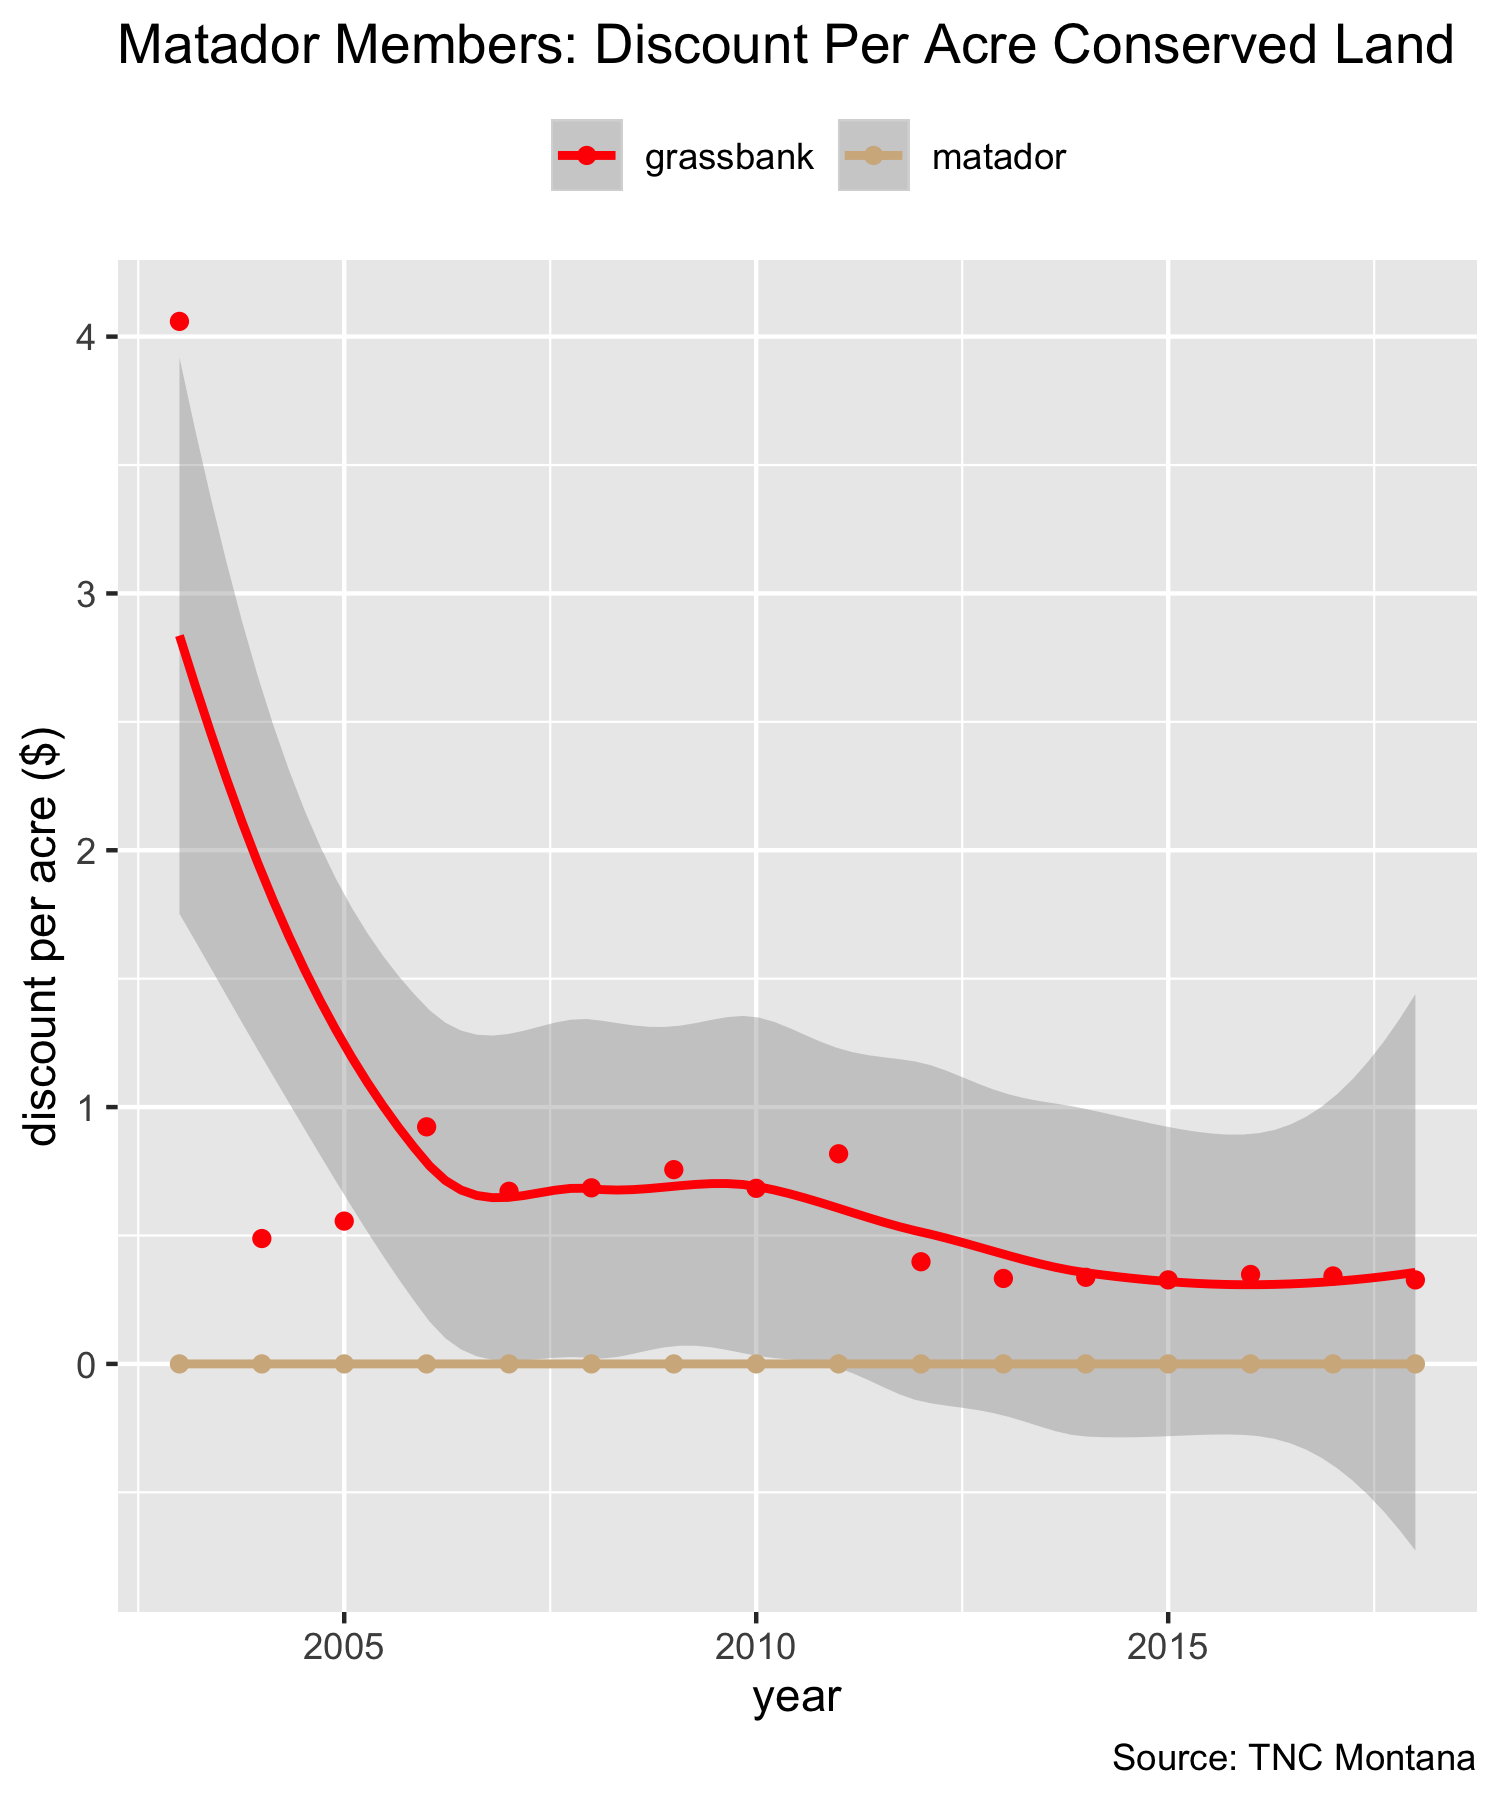 Matador Members: Discount Per Acre Conserved Land
grassbank
matador
discount per acre ($)
4
3
2
1
0
2005
2010
2015
year
Source: TNC Montana